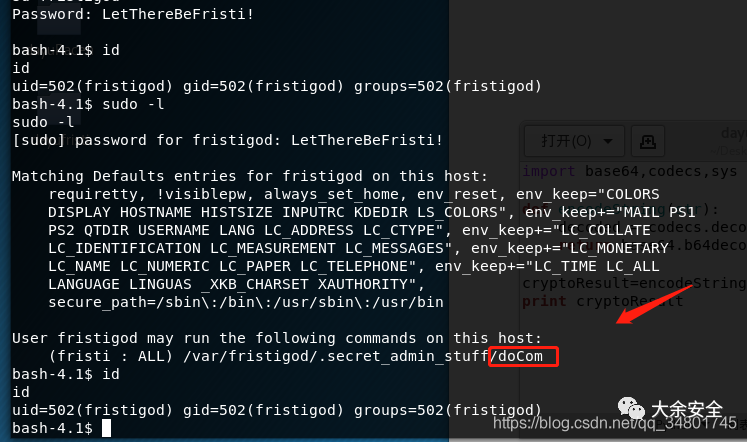 Password: LetThereBeFristi!
bash-4.1$ id
id
uid=502(fristigod) gid=502(fristigod) groups=502(fristigod)
bash-4.1$ sudo -l
sudo -l
[sudo] password for fristigod: LetThereBeFristi!
Matching Defaults entries for fristigod on this host:
requiretty, !visiblepw, always_set_home, env_reset, env_keep="COLORS
DISPLAY HOSTNAME HISTSIZE INPUTRC KDEDIR LS_COLORS", env_keep+="MAIL PS1
PS2 QTDIR USERNAME LANG LC_ADDRESS LC_CTYPE", env_keep+="LC_COLLATE
LC_IDENTIFICATION LC_MEASUREMENT LC_MESSAGES", env_keep+="LC_MONETARY
LC_NAME LC_NUMERIC LC_PAPER LC_TELEPHONE", env_keep+="LC_TIME LC_ALL
LANGUAGE LINGUAS _XKB_CHARSET XAUTHORITY",
secure_path=/sbin\:/bin\:/usr/sbin\:/usr/bin
User fristigod may run the following commands on this host:
(fristi : ALL) /var/fristigod/.secret_admin_stuff/doCom
bash-4.1$ id
id
uid=502(fristigod) gid=502(fristigod) groups=502(fristigod)
bash-4.1$
打开(O)
days
import base64,codecs,sys
cryptoResult=encodeString
print cryptoResult
大余安全
https://blog.csdn.net/qq_34801745